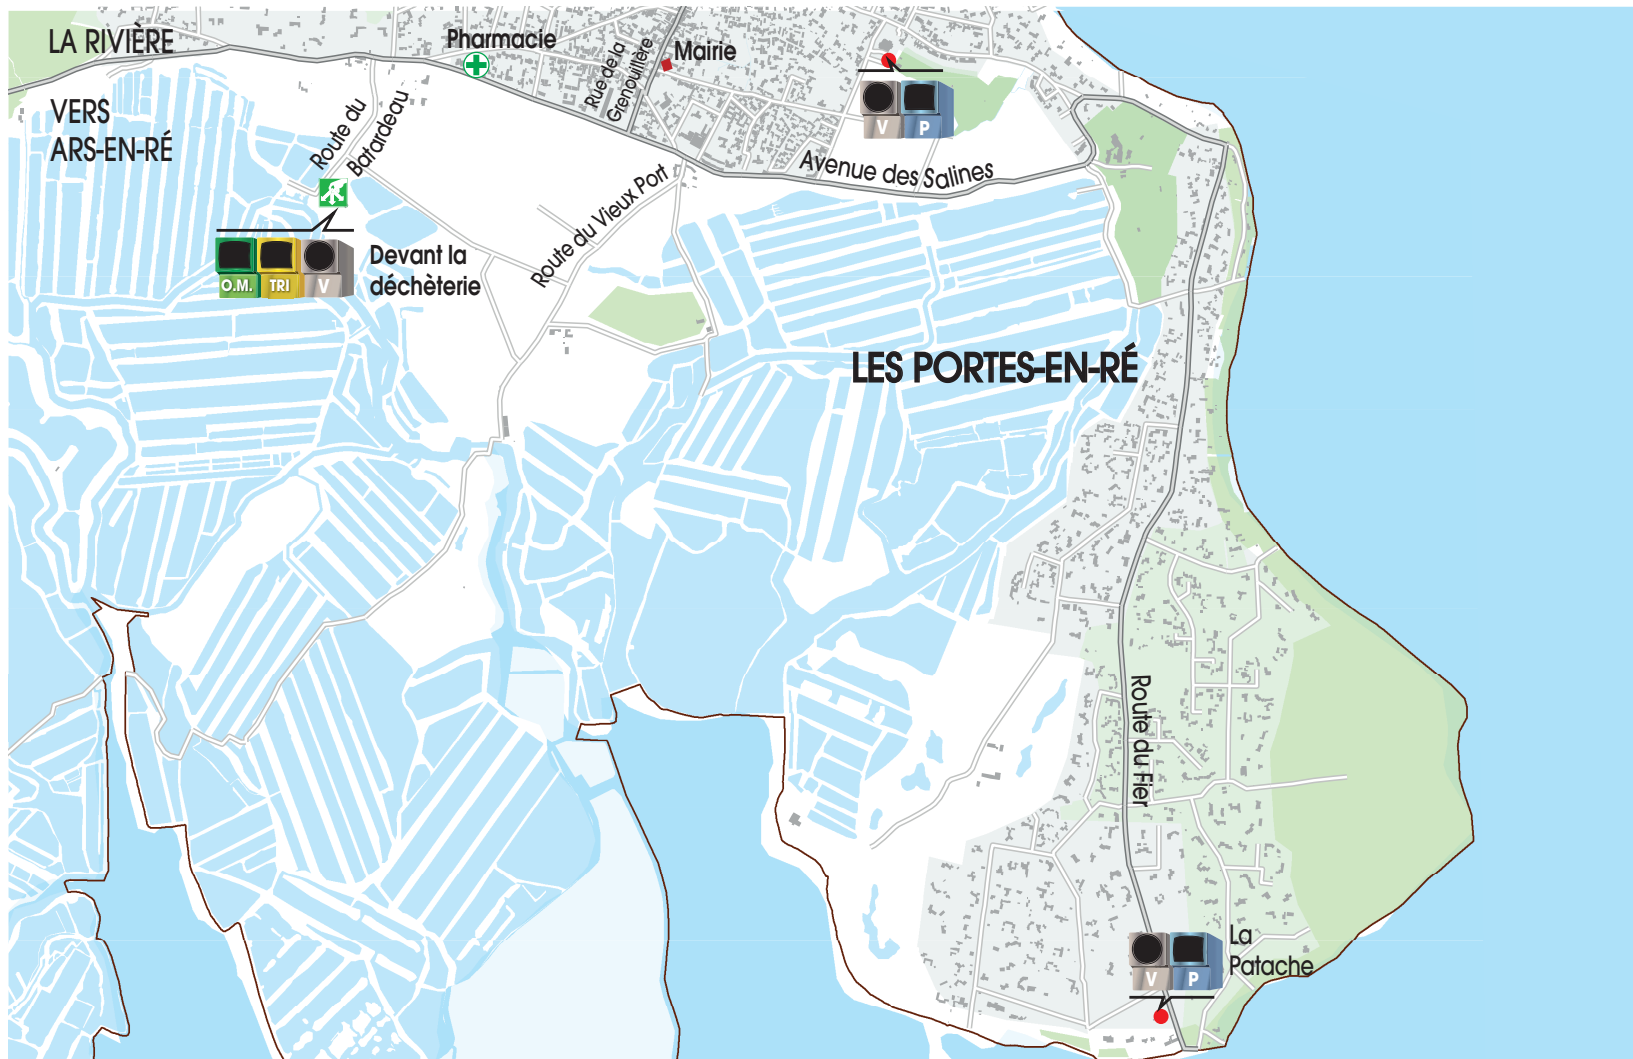 LA RIVIÈRE
Pharmacie
Rue de la
Grenouillère
Mairie
VERS
ARS-EN-RÉ
Route du
Batardeau
V P
Avenue des Salines
Route du Vieux Port
Devant la
déchèterie
O.M. TRI V
LES PORTES-EN-RÉ
Route du Fier
V P
La
Patache